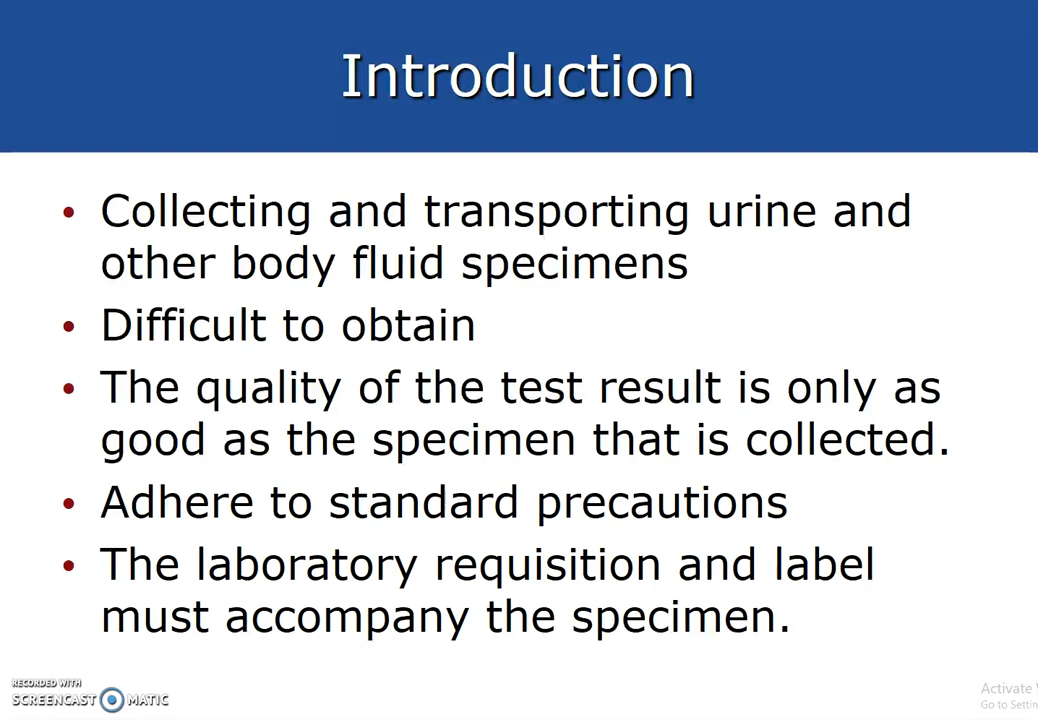 Introduction
• Collecting and transporting urine and
other body fluid specimens
• Difficult to obtain
• The quality of the test result is only as
good as the specimen that is collected.
• Adhere to standard precautions
• The laboratory requisition and label
must accompany the specimen.
RECORDED WITH
SCREENCAST MATIC
Activate
Go to